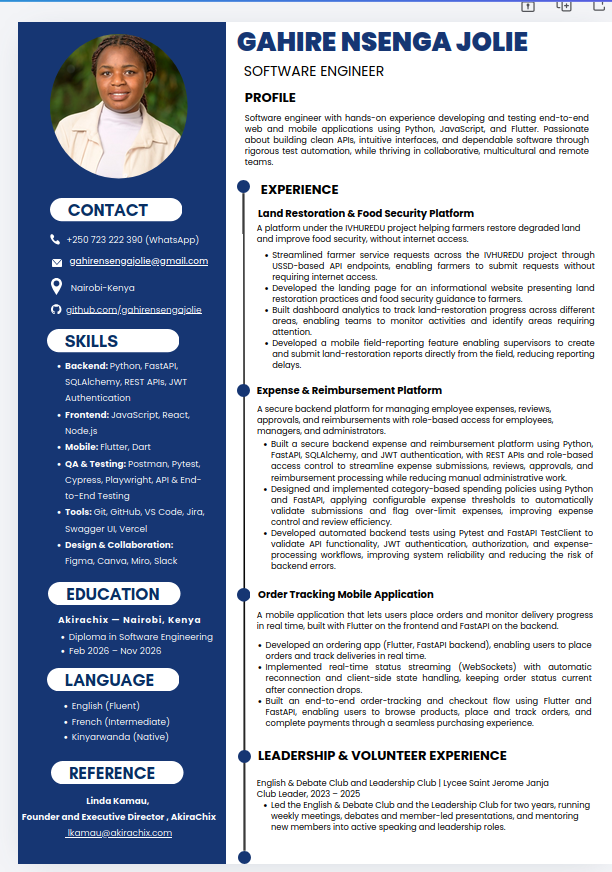 GAHIRE NSENGA JOLIE
SOFTWARE ENGINEER
PROFILE
Software engineer with hands-on experience developing and testing end-to-end
web and mobile applications using Python, JavaScript, and Flutter. Passionate
about building clean APIs, intuitive interfaces, and dependable software through
rigorous test automation, while thriving in collaborative, multicultural and remote
teams.
CONTACT
+250 723 222 390 (WhatsApp)
gahirensengajolie@gmail.com
Nairobi-Kenya
github.com/gahirensengajolie
SKILLS
• Backend: Python, FastAPI,
SQLAlchemy, REST APIs, JWT
Authentication
• Frontend: JavaScript, React,
Node.js
• Mobile: Flutter, Dart
• QA & Testing: Postman, Pytest,
Cypress, Playwright, API & End-
to-End Testing
• Tools: Git, GitHub, VS Code, Jira,
Swagger UI, Vercel
• Design & Collaboration:
Figma, Canva, Miro, Slack
EDUCATION
Akirachix — Nairobi, Kenya
• Diploma in Software Engineering
• Feb 2026 – Nov 2026
LANGUAGE
• English (Fluent)
• French (Intermediate)
• Kinyarwanda (Native)
REFERENCE
Linda Kamau,
Founder and Executive Director , AkiraChix
lkamau@akirachix.com
EXPERIENCE
Land Restoration & Food Security Platform
A platform under the IVHUREDU project helping farmers restore degraded land
and improve food security, without internet access.
• Streamlined farmer service requests across the IVHUREDU project through
USSD-based API endpoints, enabling farmers to submit requests without
requiring internet access.
• Developed the landing page for an informational website presenting land
restoration practices and food security guidance to farmers.
• Built dashboard analytics to track land-restoration progress across different
areas, enabling teams to monitor activities and identify areas requiring
attention.
• Developed a mobile field-reporting feature enabling supervisors to create
and submit land-restoration reports directly from the field, reducing reporting
delays.
Expense & Reimbursement Platform
A secure backend platform for managing employee expenses, reviews,
approvals, and reimbursements with role-based access for employees,
managers, and administrators.
• Built a secure backend expense and reimbursement platform using Python,
FastAPI, SQLAlchemy, and JWT authentication, with REST APIs and role-based
access control to streamline expense submissions, reviews, approvals, and
reimbursement processing while reducing manual administrative work.
• Designed and implemented category-based spending policies using Python
and FastAPI, applying configurable expense thresholds to automatically
validate submissions and flag over-limit expenses, improving expense
control and review efficiency.
• Developed automated backend tests using Pytest and FastAPI TestClient to
validate API functionality, JWT authentication, authorization, and expense-
processing workflows, improving system reliability and reducing the risk of
backend errors.
Order Tracking Mobile Application
A mobile application that lets users place orders and monitor delivery progress
in real time, built with Flutter on the frontend and FastAPI on the backend.
• Developed an ordering app (Flutter, FastAPI backend), enabling users to place
orders and track deliveries in real time.
• Implemented real-time status streaming (WebSockets) with automatic
reconnection and client-side state handling, keeping order status current
after connection drops.
• Built an end-to-end order-tracking and checkout flow using Flutter and
FastAPI, enabling users to browse products, place and track orders, and
complete payments through a seamless purchasing experience.
LEADERSHIP & VOLUNTEER EXPERIENCE
English & Debate Club and Leadership Club | Lycee Saint Jerome Janja
Club Leader, 2023 – 2025
• Led the English & Debate Club and the Leadership Club for two years, running
weekly meetings, debates and member-led presentations, and mentoring
new members into active speaking and leadership roles.